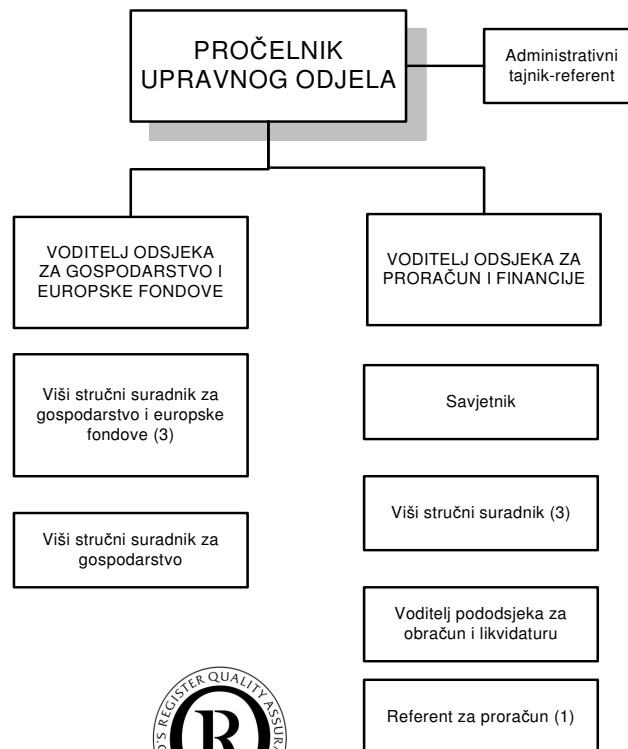 PROČELNIK
UPRAVNOG ODJELA
Administrativni
tajnik-referent
VODITELJ ODSJEKA
ZA GOSPODARSTVO I
EUROPSKE FONDOVE
VODITELJ ODSJEKA ZA
PRORAČUN I FINANCIJE
Viši stručni suradnik za
gospodarstvo i europske
fondove (3)
Savjetnik
Viši stručni suradnik (3)
Viši stručni suradnik za
gospodarstvo
Voditelj pododsjeka za
obračun i likvidaturu
Referent za proračun (1)
REGISTER QUALITY
R